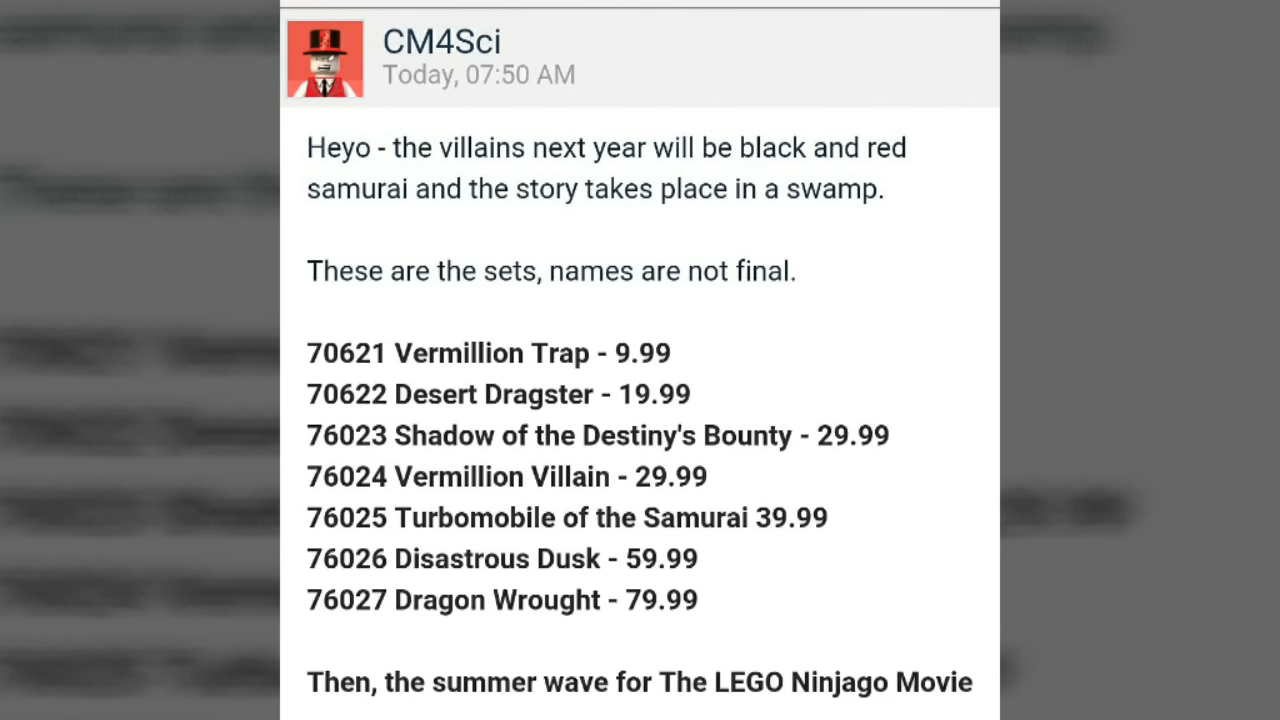 CM4Sci
Today, 07:50 AM
Heyo - the villains next year will be black and red
samurai and the story takes place in a swamp.
These are the sets, names are not final.
70621 Vermillion Trap - 9.99
70622 Desert Dragster - 19.99
76023 Shadow of the Destiny's Bounty - 29.99
76024 Vermillion Villain - 29.99
76025 Turbomobile of the Samurai 39.99
76026 Disastrous Dusk - 59.99
76027 Dragon Wrought - 79.99
Then, the summer wave for The LEGO Ninjago Movie